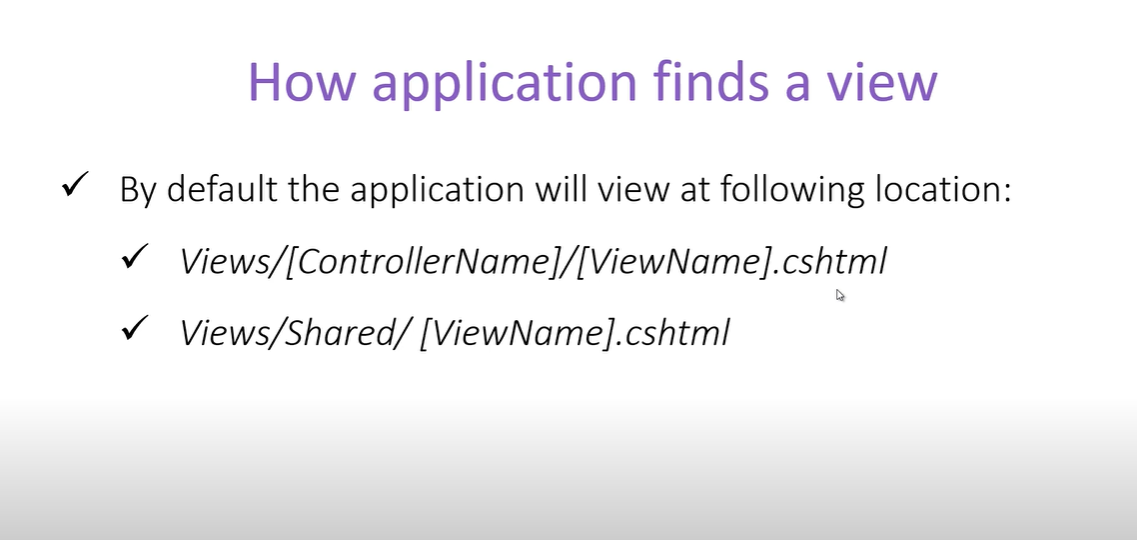 How application finds a view
✓ By default the application will view at following location:
✓ Views/[ControllerName]/[ViewName].cshtml
✓ Views/Shared/ [ViewName].cshtml